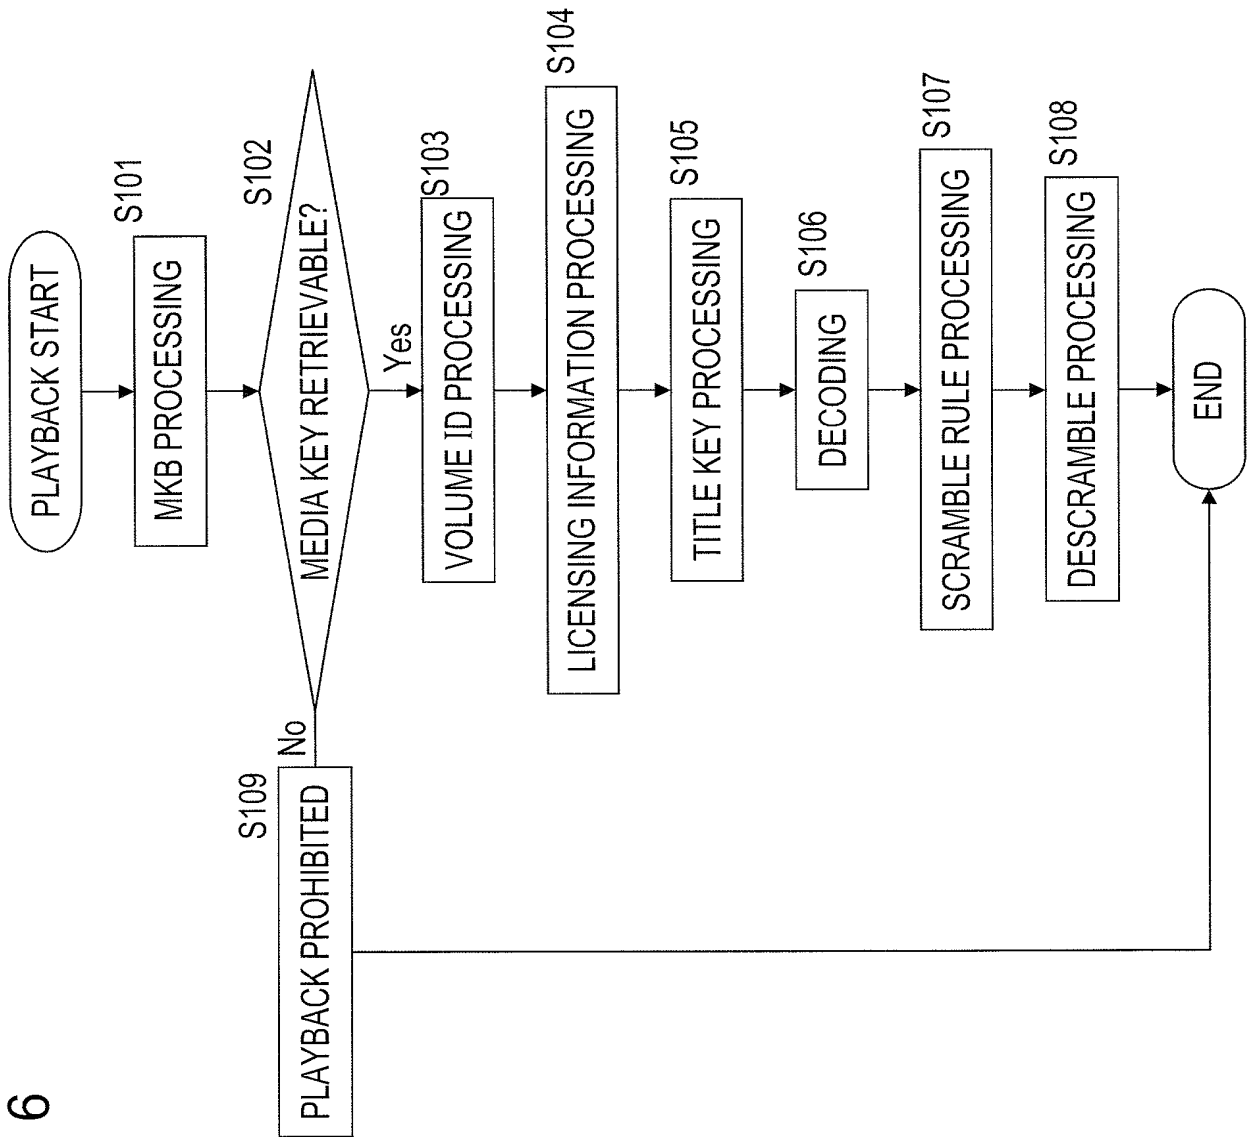 6
PLAYBACK START
S101
MKB PROCESSING
S102
MEDIA KEY RETRIEVABLE?
Yes
No
S109
PLAYBACK PROHIBITED
S103
VOLUME ID PROCESSING
S104
LICENSING INFORMATION PROCESSING
S105
TITLE KEY PROCESSING
S106
DECODING
S107
SCRAMBLE RULE PROCESSING
S108
DESCRAMBLE PROCESSING
END